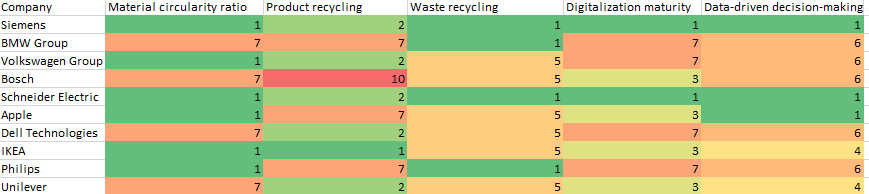 Company Material circularity ratio Product recycling Waste recycling Digitalization maturity Data-driven decision-making
Siemens 1 2 1 1 1
BMW Group 7 7 1 7 6
Volkswagen Group 1 2 5 7 6
Bosch 7 10 5 3 6
Schneider Electric 1 2 1 1 1
Apple 1 7 5 3 1
Dell Technologies 7 2 5 7 6
IKEA 1 1 5 3 4
Philips 1 7 1 7 6
Unilever 7 2 5 3 4